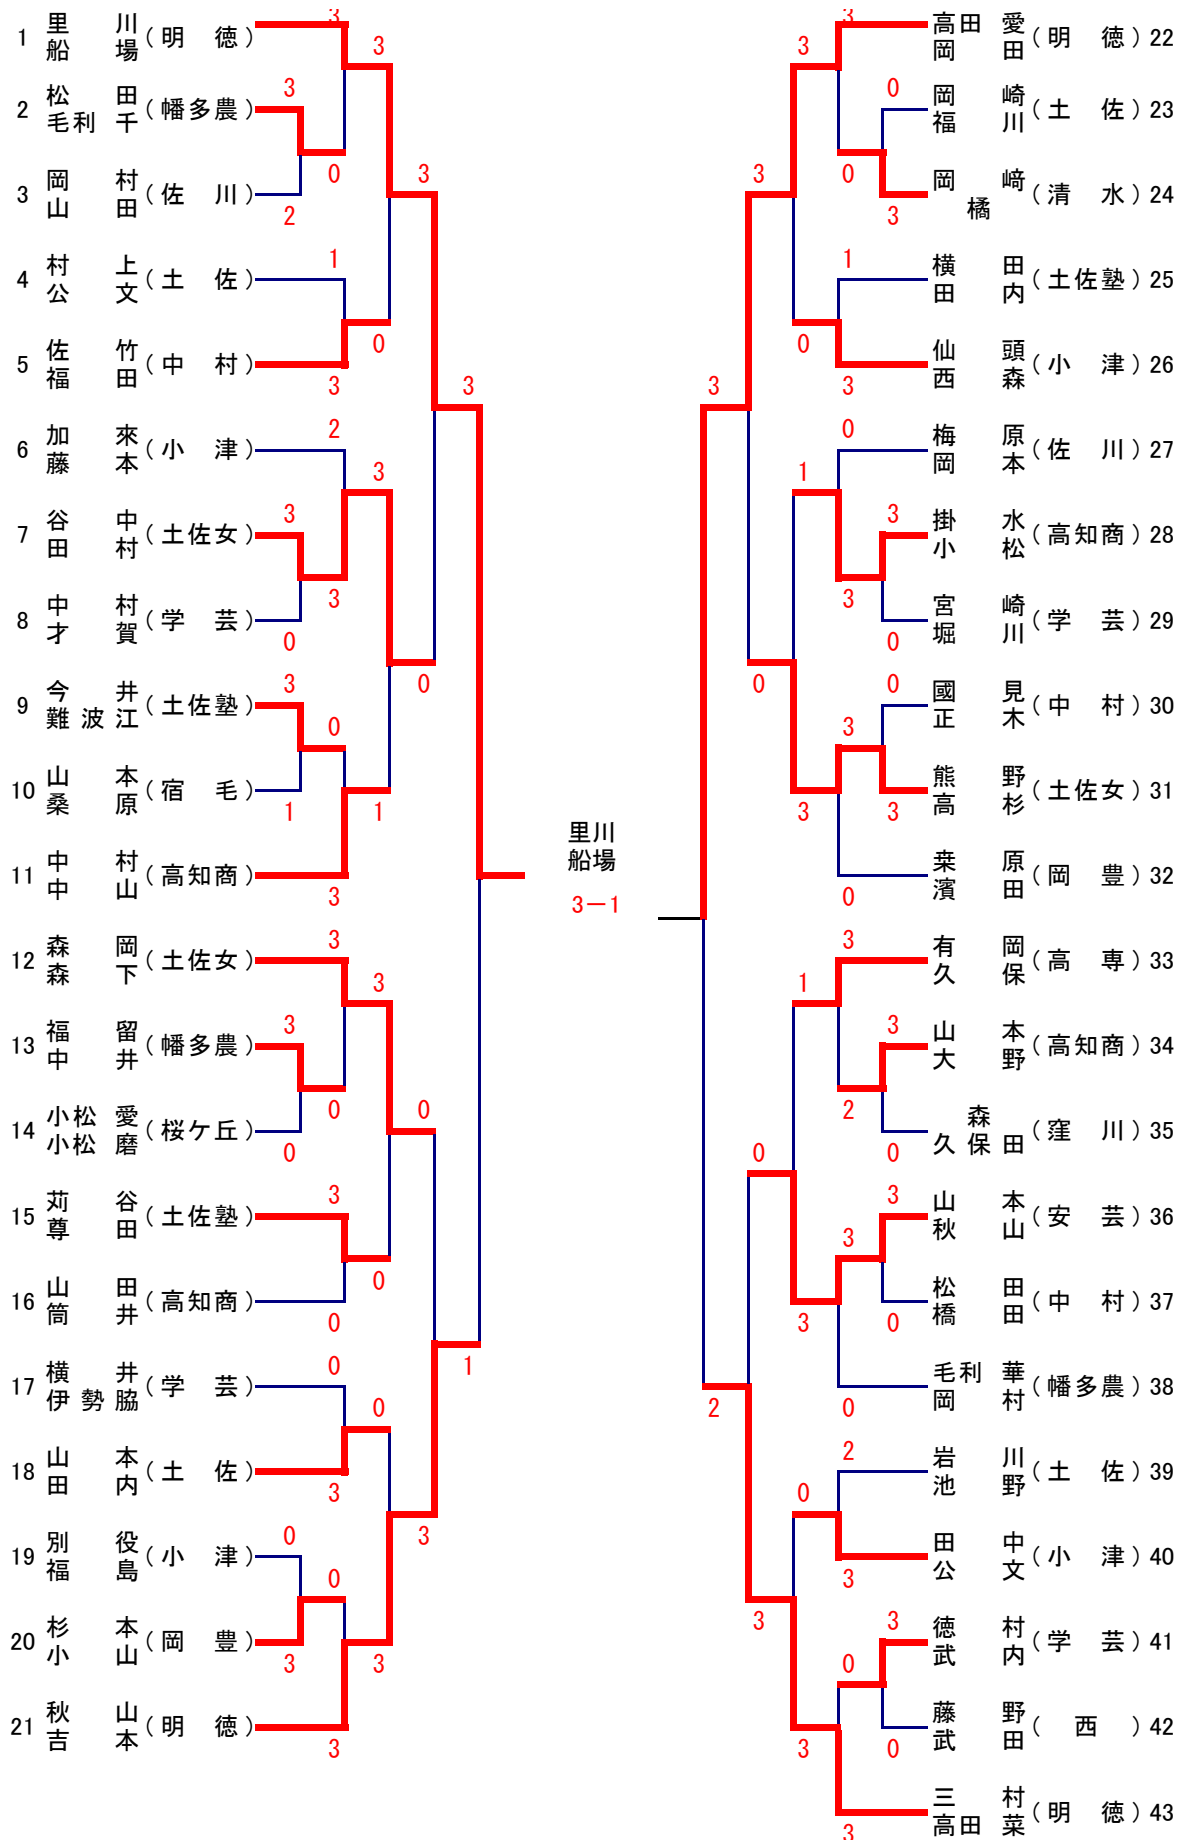 1 里川 船場 (明徳)
2 松田 毛利千 (幡多農)
3 岡村 山田 (佐川)
4 村上 公文 (土佐)
5 佐竹 福田 (中村)
6 加來 藤本 (小津)
7 谷中 田村 (土佐女)
8 中村 才賀 (学芸)
9 今井 難波江 (土佐塾)
10 山本 桑原 (宿毛)
11 中村 中山 (高知商)
12 森岡 森下 (土佐女)
13 福留 中井 (幡多農)
14 小松愛 小松磨 (桜ケ丘)
15 苅谷 尊田 (土佐塾)
16 山田 筒井 (高知商)
17 横井 伊勢脇 (学芸)
18 山本 田内 (土佐)
19 別役 福島 (小津)
20 杉本 小山 (岡豊)
21 秋山 吉本 (明徳)
3
3
3
0
2
3
1
0
3
3
2
3
3
3
0
0
3
0
1
1
3
3
3
3
0
0
0
3
0
0
1
0
0
3
0
3
0
3
3
3
里川
船場
3－1
高田愛 岡田 (明徳) 22
岡崎 福川 (土佐) 23
岡﨑 橘 (清水) 24
横田 田内 (土佐塾) 25
仙頭 西森 (小津) 26
梅原 岡本 (佐川) 27
掛水 小松 (高知商) 28
宮崎 堀川 (学芸) 29
國見 正木 (中村) 30
熊野 高杉 (土佐女) 31
桒原 濱田 (岡豊) 32
有岡 久保 (高専) 33
山本 大野 (高知商) 34
森 久保田 (窪川) 35
山本 秋山 (安芸) 36
松田 橋田 (中村) 37
毛利華 岡村 (幡多農) 38
岩川 池野 (土佐) 39
田中 公文 (小津) 40
徳村 武内 (学芸) 41
藤野 武田 (西) 42
三村 高田菜 (明徳) 43
3
3
0
3
0
3
1
0
3
3
0
1
3
3
0
0
0
3
3
3
0
3
1
3
2
0
0
3
3
3
0
2
0
2
0
3
3
3
0
3
0
3